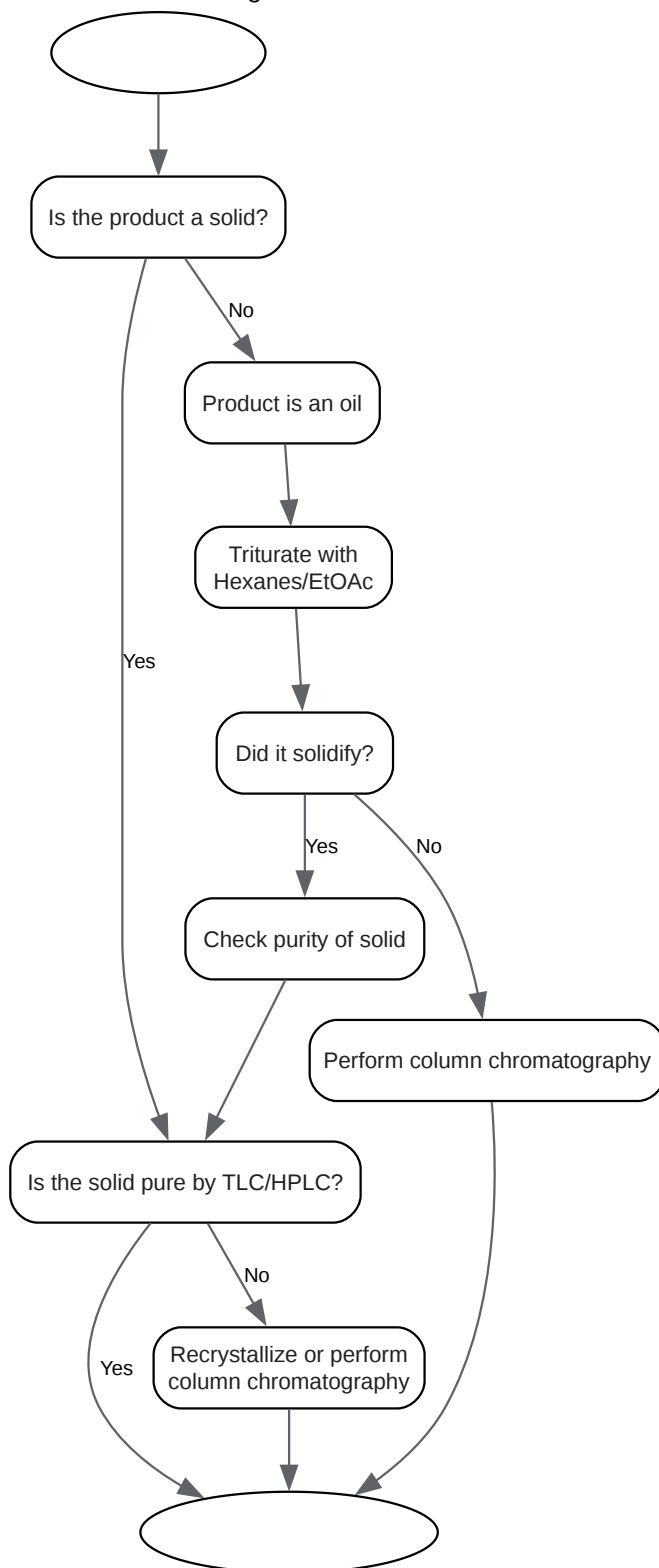 Is the product a solid?
No
Product is an oil
Triturate with
Hexanes/EtOAc
Yes
Did it solidify?
Yes
No
Check purity of solid
Perform column chromatography
Is the solid pure by TLC/HPLC?
No
Recrystallize or perform
column chromatography
Yes